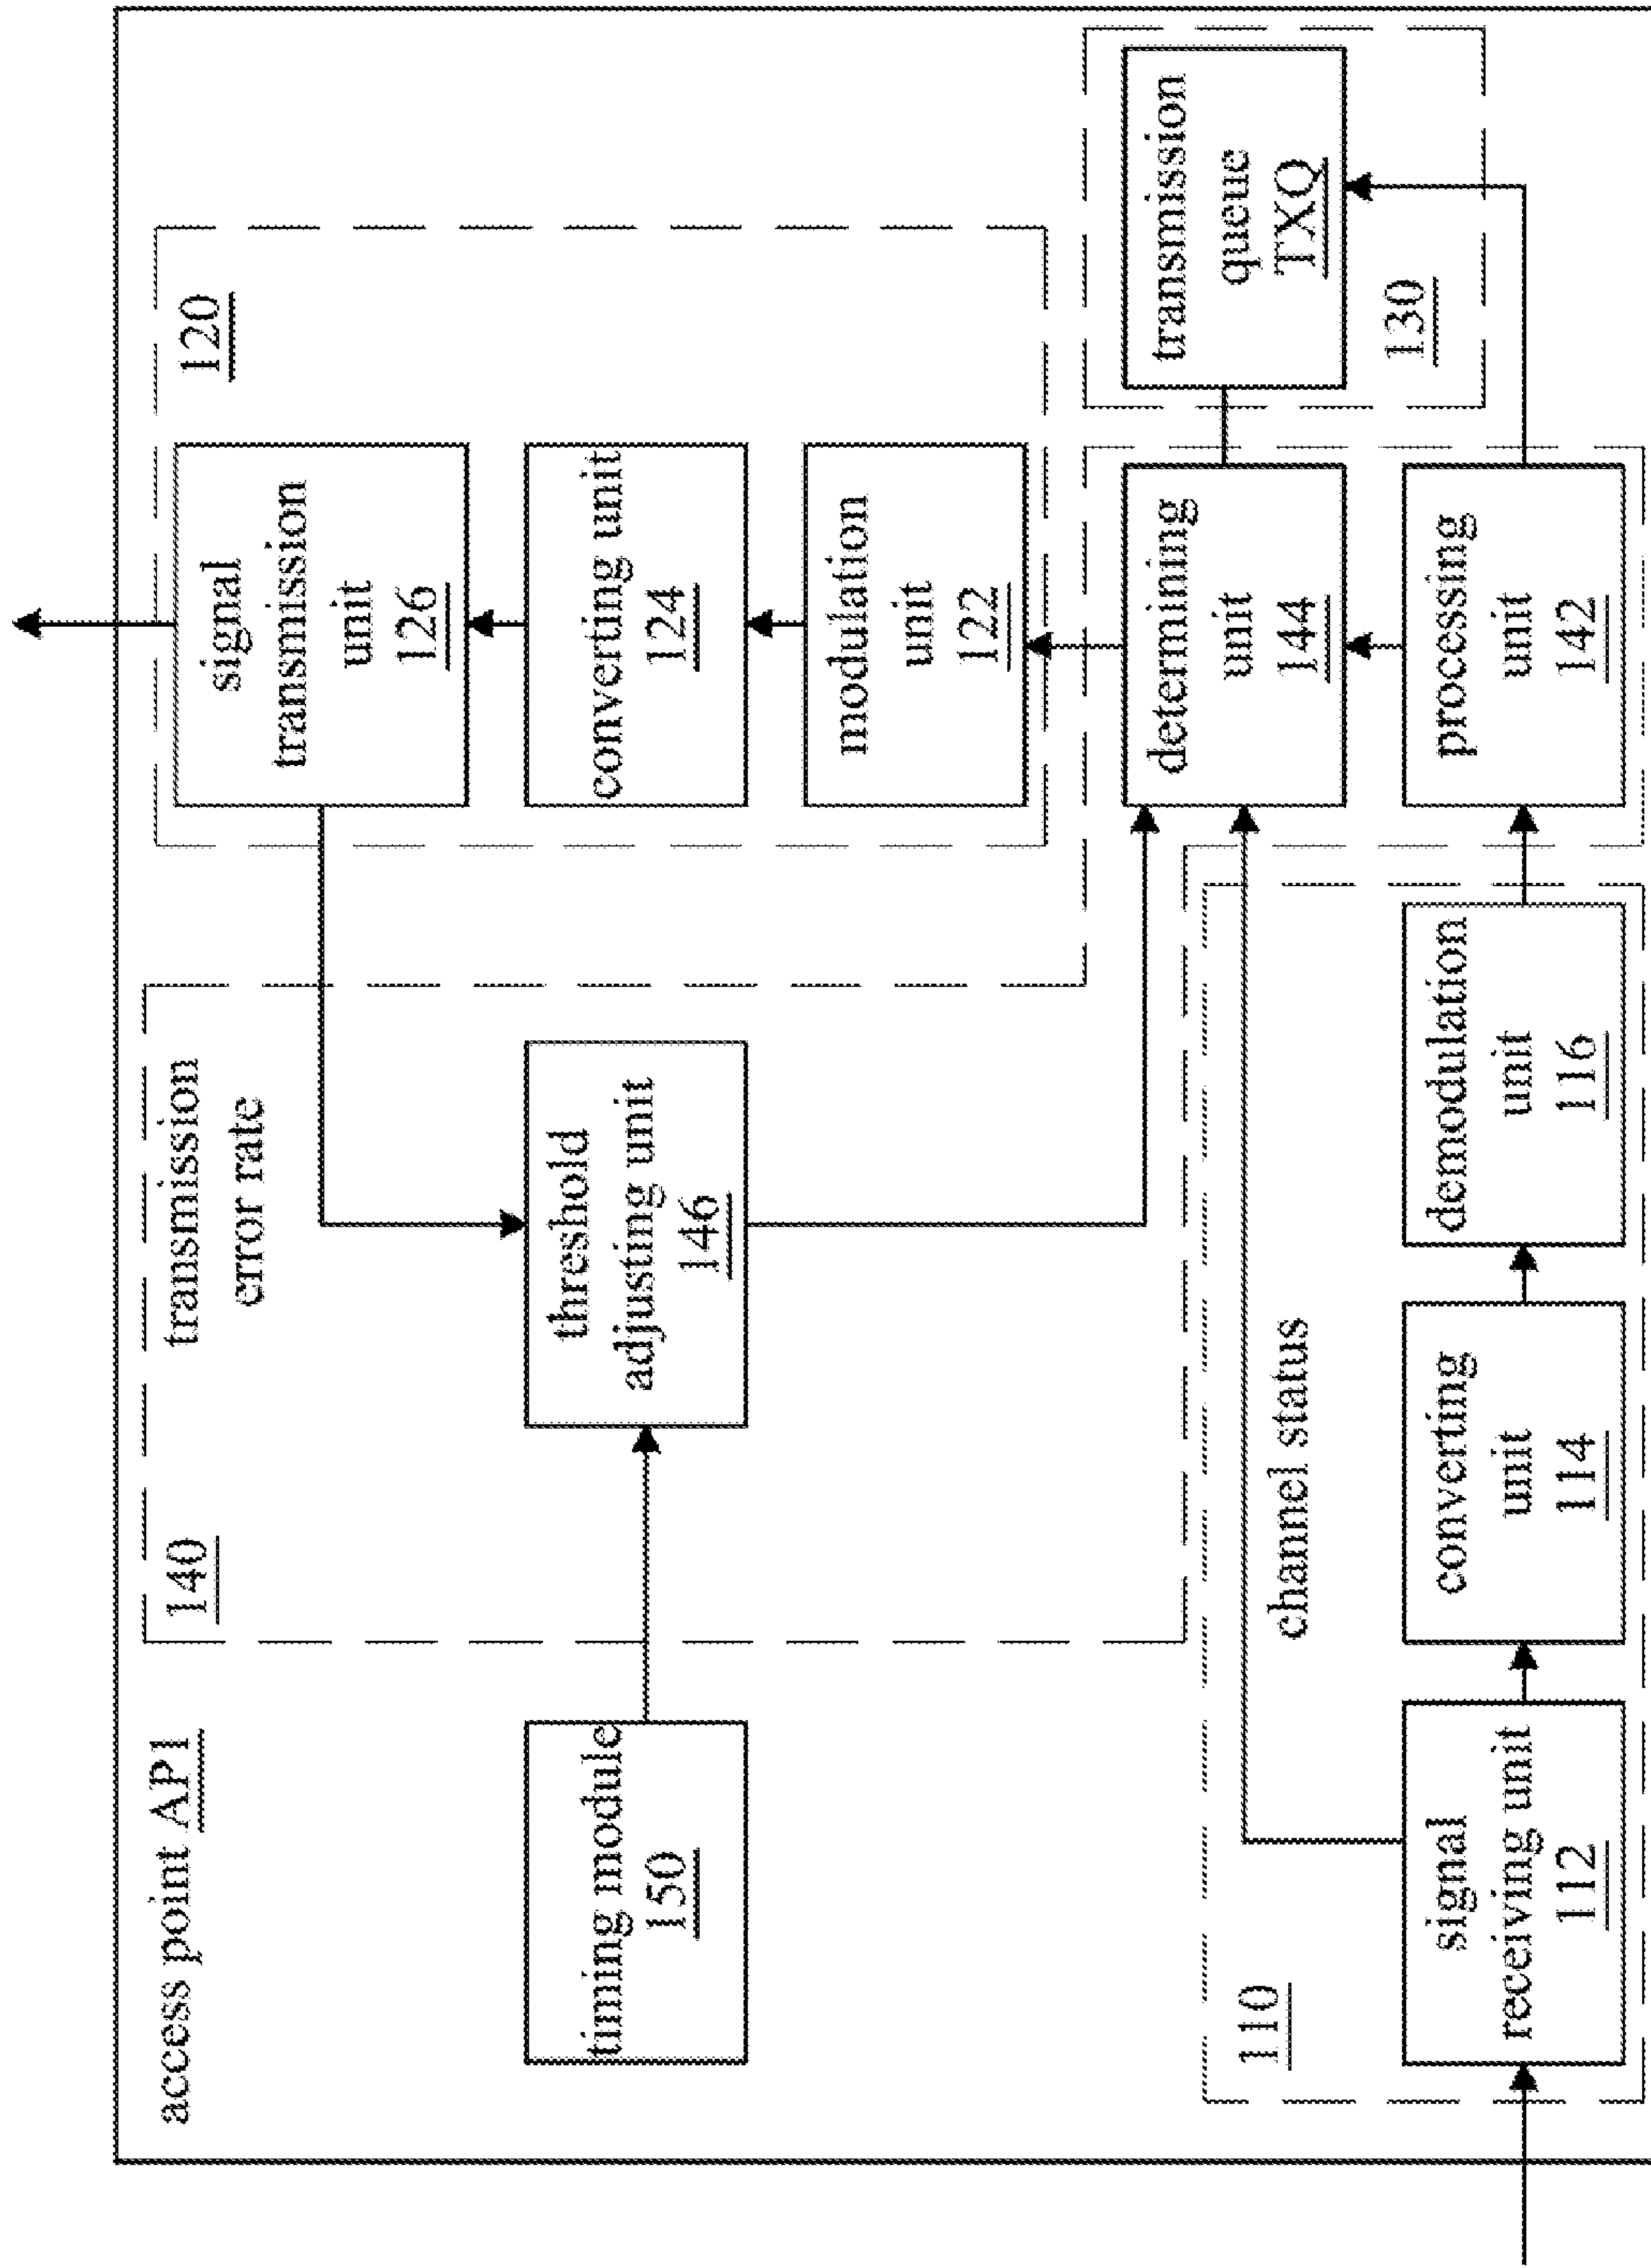 access point AP1
140
transmission
error rate
120
signal
transmission
unit
126
timing module
150
threshold
adjusting unit
146
converting unit
124
modulation
unit
122
determining
unit
144
transmission
queue
TXQ
130
110
channel status
signal
receiving unit
112
converting
unit
114
demodulation
unit
116
processing
unit
142